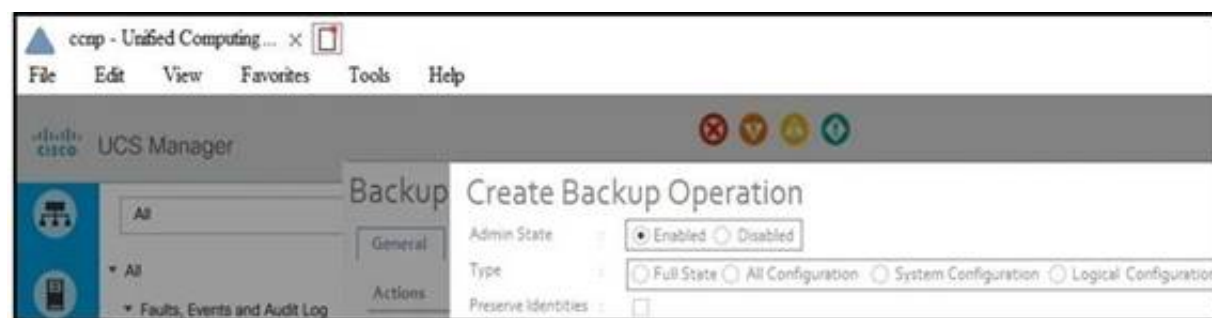 ccnp - Unified Computing... ×
File Edit View Favorites Tools Help
cisco UCS Manager
All
All
Faults, Events and Audit Log
Backup
General
Actions
Create Backup Operation
Admin State : Enabled Disabled
Type : Full State All Configuration System Configuration Logical Configuration
Preserve Identities :